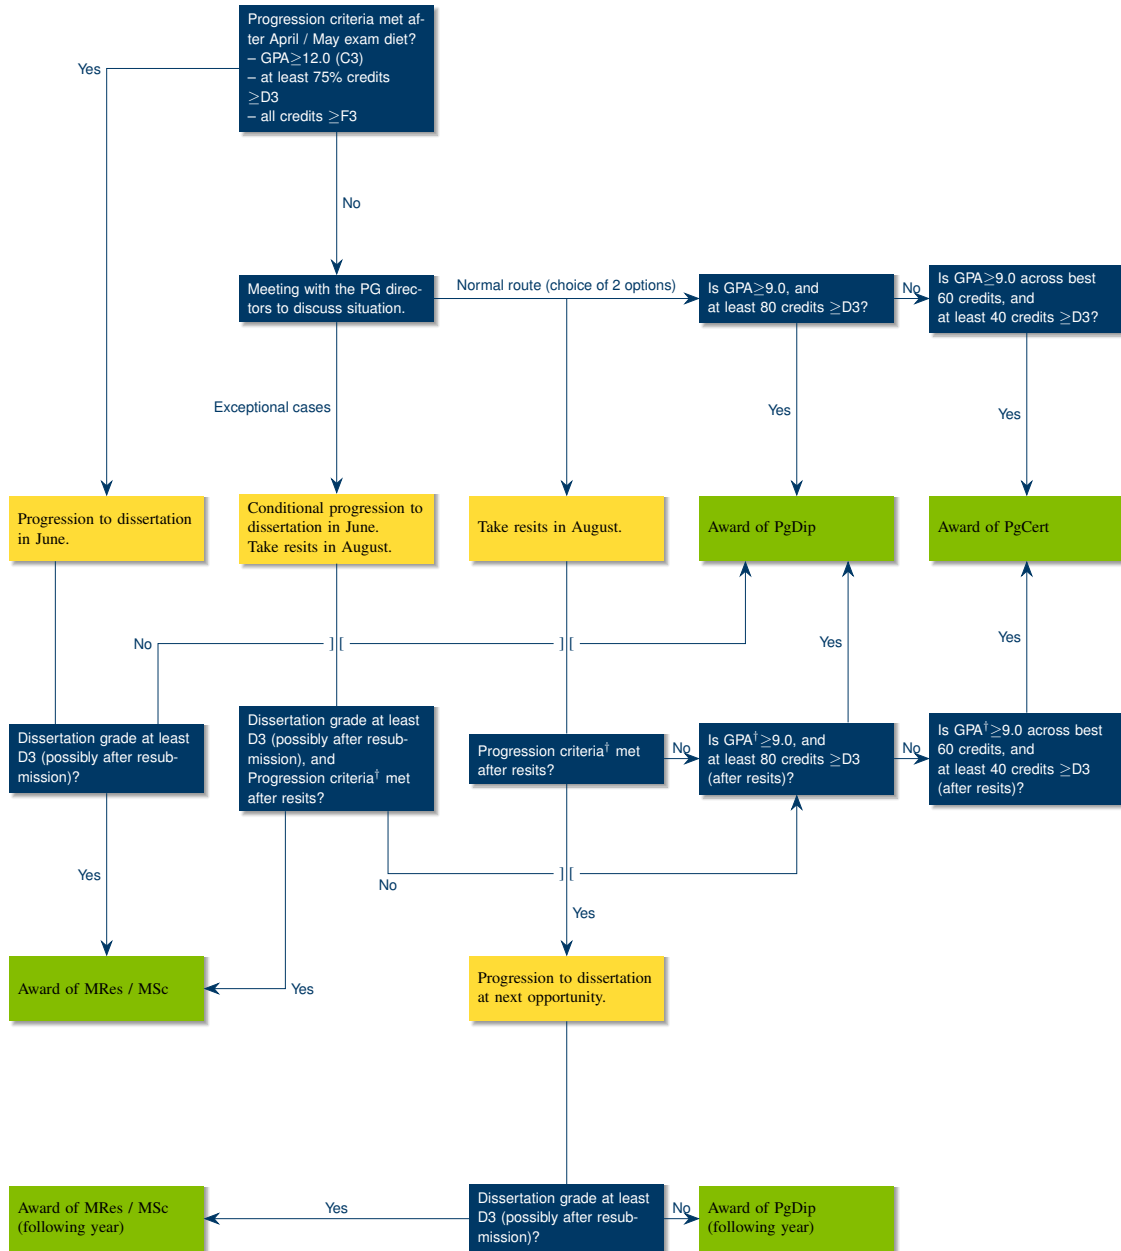 Progression criteria met af-
ter April / May exam diet?
– GPA≥12.0 (C3)
– at least 75% credits
≥D3
– all credits ≥F3
Yes
No
Meeting with the PG direc-
tors to discuss situation.
Normal route (choice of 2 options)
Is GPA≥9.0, and
at least 80 credits ≥D3?
No
Is GPA≥9.0 across best
60 credits, and
at least 40 credits ≥D3?
Exceptional cases
Yes
Yes
Progression to dissertation
in June.
Conditional progression to
dissertation in June.
Take resits in August.
Take resits in August.
Award of PgDip
Award of PgCert
No
] [
] [
Yes
Yes
Dissertation grade at least
D3 (possibly after resub-
mission)?
Dissertation grade at least
D3 (possibly after resub-
mission), and
Progression criteria† met
after resits?
Progression criteria† met
after resits?
No
Is GPA†≥9.0, and
at least 80 credits ≥D3
(after resits)?
No
Is GPA†≥9.0 across best
60 credits, and
at least 40 credits ≥D3
(after resits)?
Yes
No
] [
Yes
Award of MRes / MSc
Yes
Progression to dissertation
at next opportunity.
Award of MRes / MSc
(following year)
Yes
Dissertation grade at least
D3 (possibly after resub-
mission)?
No
Award of PgDip
(following year)